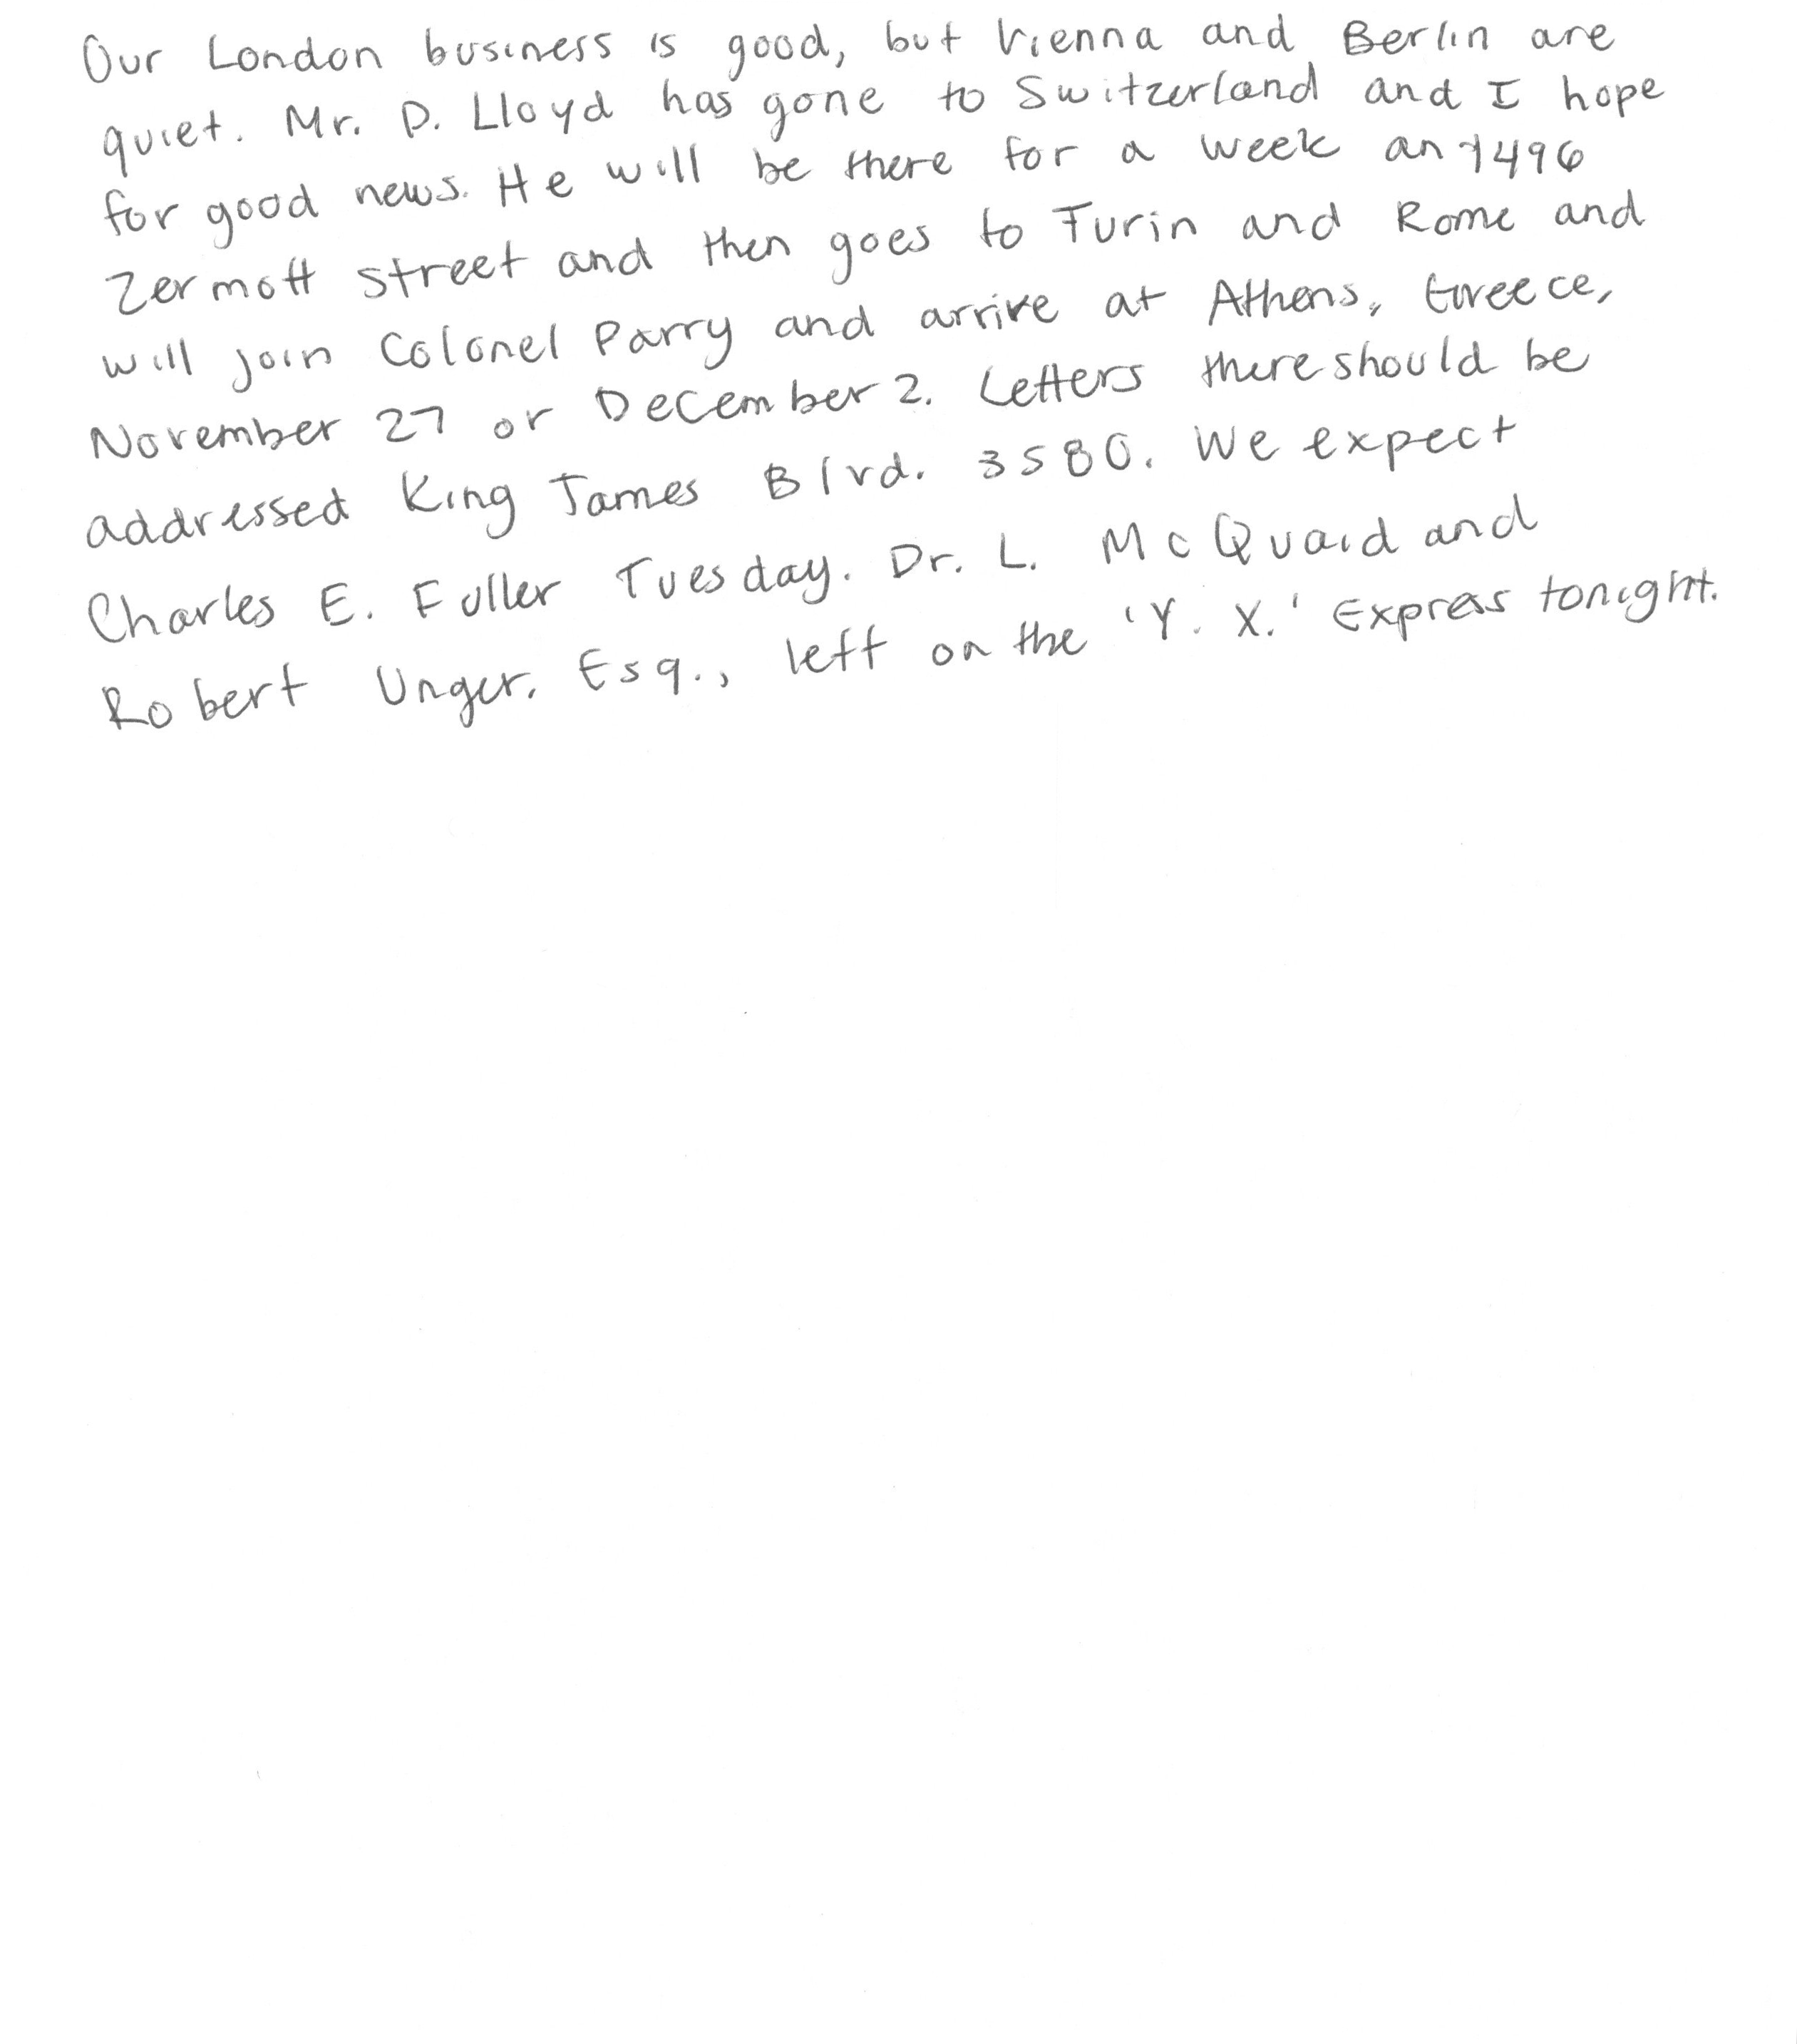 Our London business is good, but Vienna and Berlin are
quiet. Mr. D. Lloyd has gone to Switzerland and I hope
for good news. He will be there for a week an 1496
Zermott street and then goes to Turin and Rome and
will join Colonel Parry and arrive at Athens, Greece,
November 27 or December 2. Letters there should be
addressed King James Blvd. 3580. We expect
Charles E. Fuller Tuesday. Dr. L. McQuaid and
Robert Unger. Esq., left on the 'Y. X.' Express tonight.